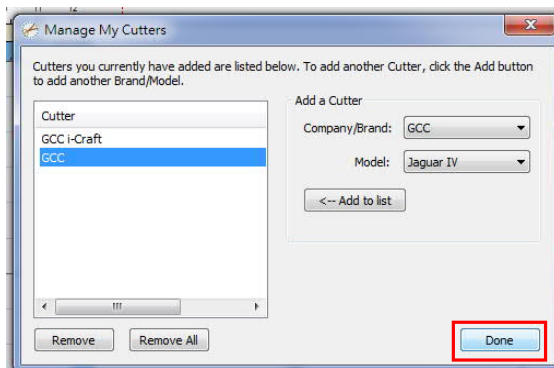 11 12
Manage My Cutters
Cutters you currently have added are listed below. To add another Cutter, click the Add button
to add another Brand/Model.
Cutter
GCC i-Craft
GCC
Add a Cutter
Company/Brand: GCC
Model: Jaguar IV
<-- Add to list
Remove Remove All Done